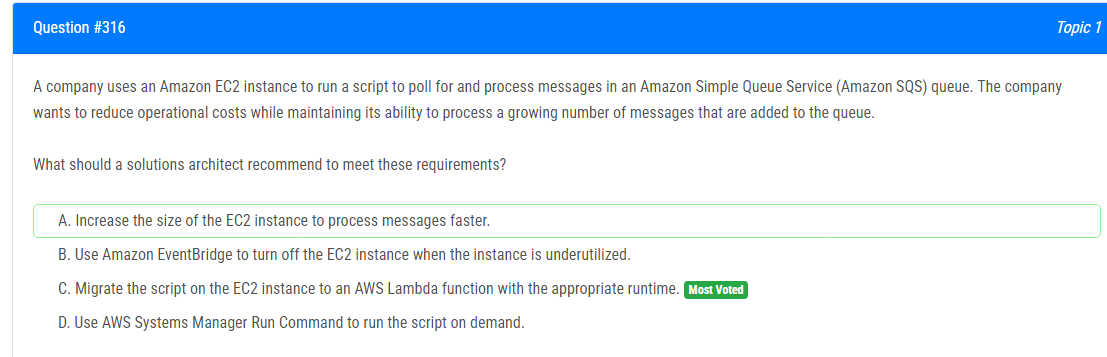 Question #316
Topic 1
A company uses an Amazon EC2 instance to run a script to poll for and process messages in an Amazon Simple Queue Service (Amazon SQS) queue. The company
wants to reduce operational costs while maintaining its ability to process a growing number of messages that are added to the queue.
What should a solutions architect recommend to meet these requirements?
A. Increase the size of the EC2 instance to process messages faster.
B. Use Amazon EventBridge to turn off the EC2 instance when the instance is underutilized.
C. Migrate the script on the EC2 instance to an AWS Lambda function with the appropriate runtime. Most Voted
D. Use AWS Systems Manager Run Command to run the script on demand.